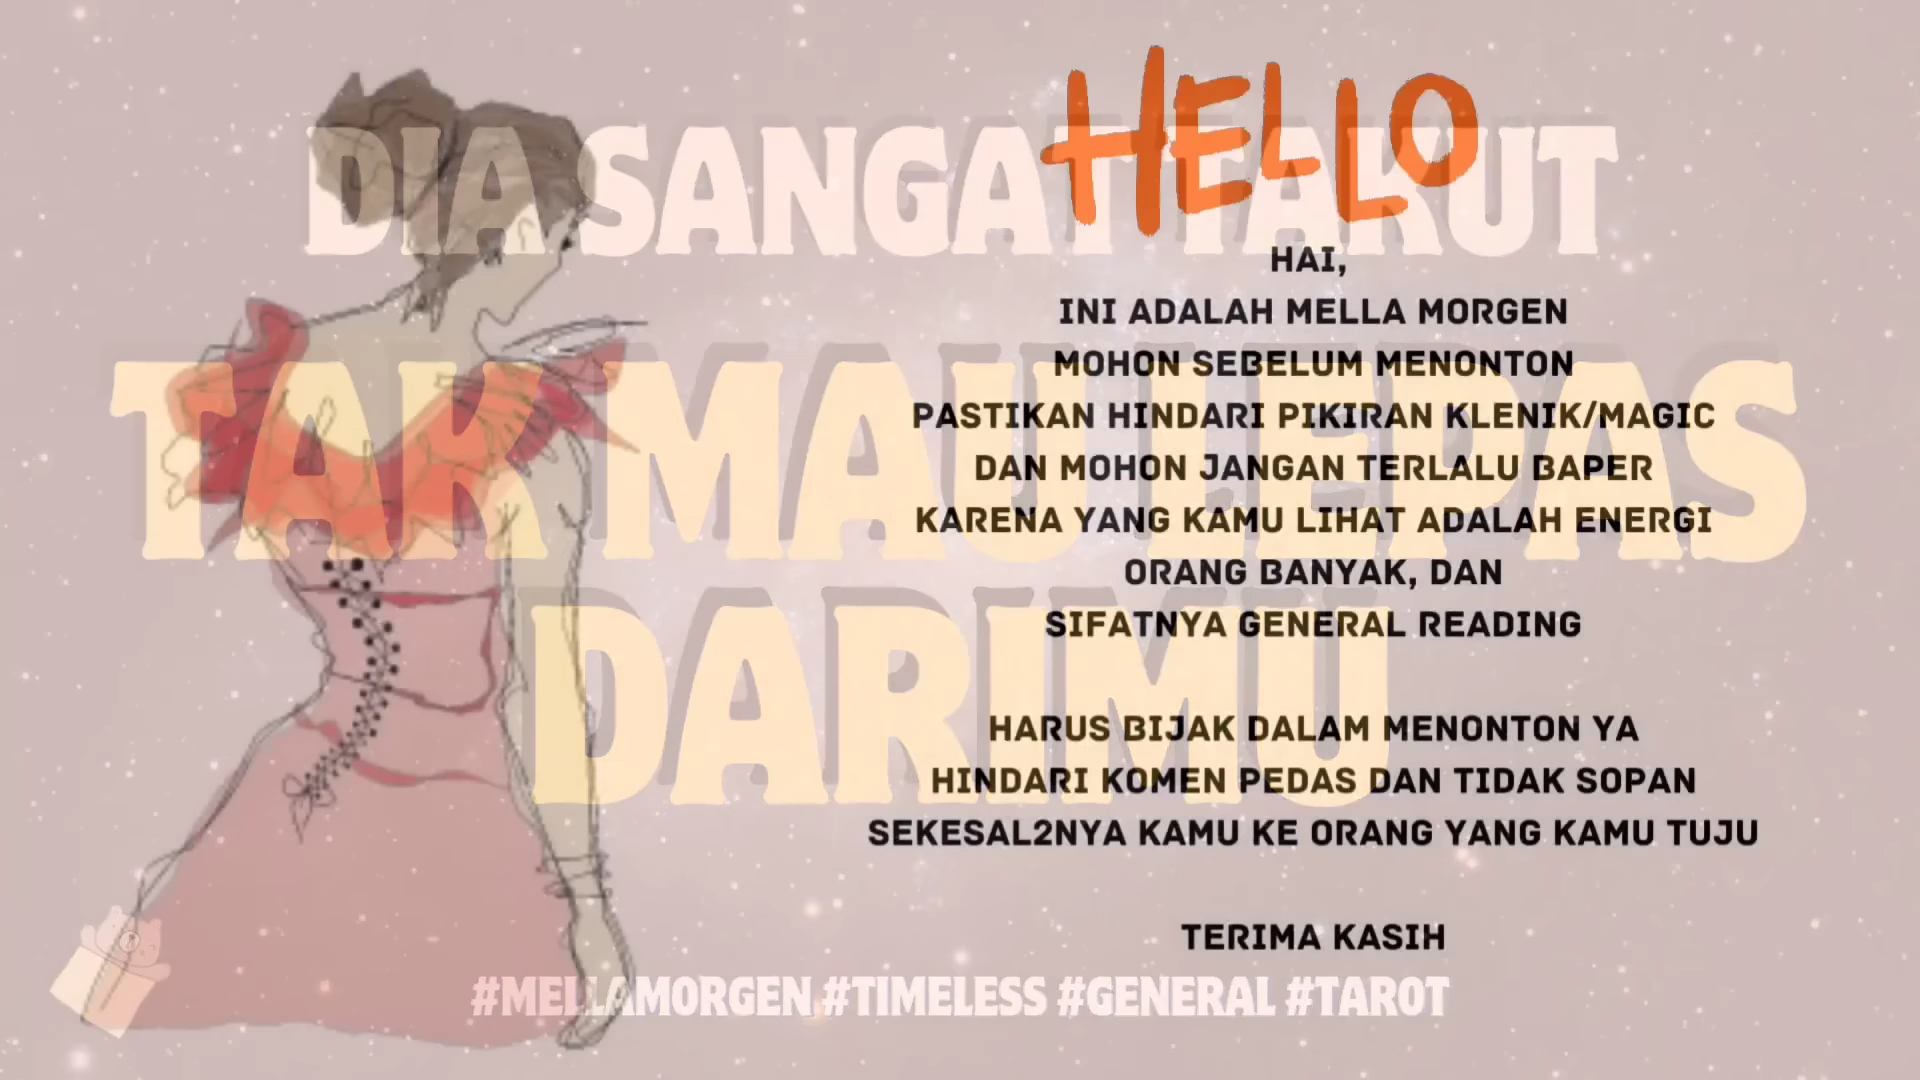 HELLO
DIA SANGAT TAKUT
TAK MAU LEPAS
DARIMU
HAI,
INI ADALAH MELLA MORGEN
MOHON SEBELUM MENONTON
PASTIKAN HINDARI PIKIRAN KLENIK/MAGIC
DAN MOHON JANGAN TERLALU BAPER
KARENA YANG KAMU LIHAT ADALAH ENERGI
ORANG BANYAK, DAN
SIFATNYA GENERAL READING
HARUS BIJAK DALAM MENONTON YA
HINDARI KOMEN PEDAS DAN TIDAK SOPAN
SEKESAL2NYA KAMU KE ORANG YANG KAMU TUJU
TERIMA KASIH
#MELLAMORGEN #TIMELESS #GENERAL #TAROT